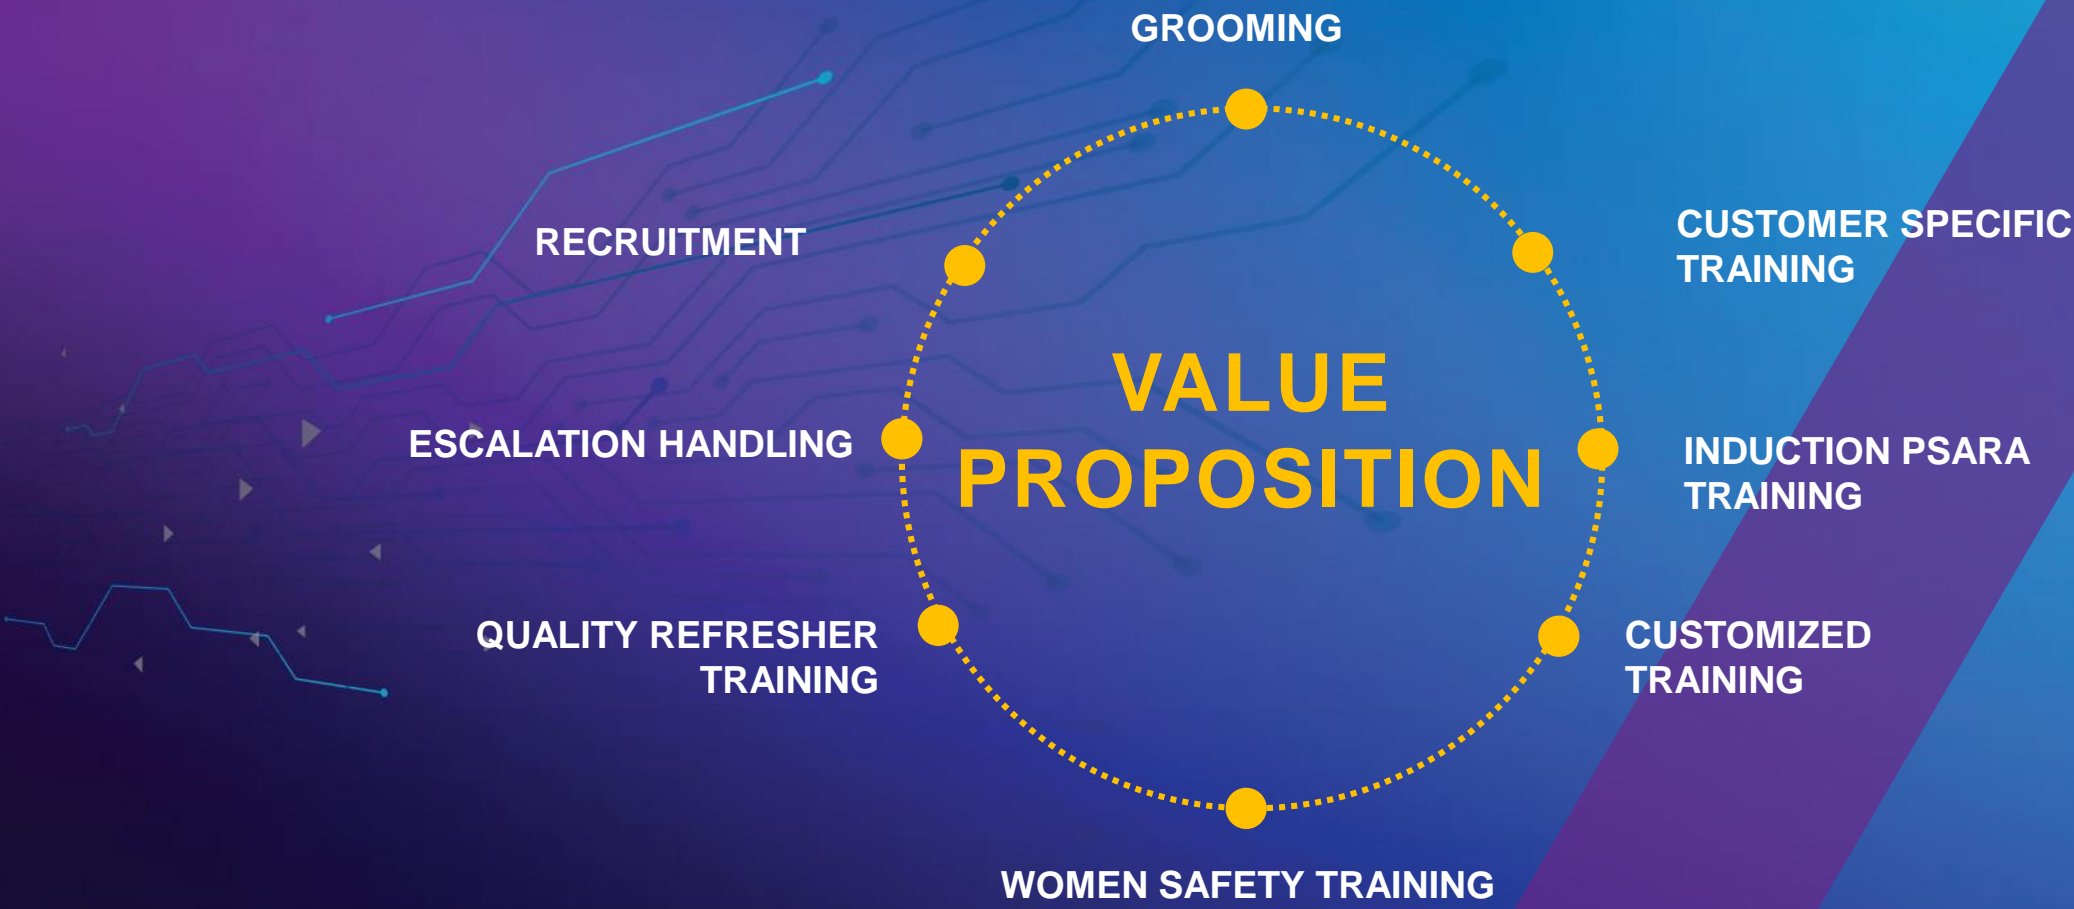 GROOMING
RECRUITMENT
CUSTOMER SPECIFIC
TRAINING
VALUE
PROPOSITION
ESCALATION HANDLING
INDUCTION PSARA
TRAINING
QUALITY REFRESHER
TRAINING
CUSTOMIZED
TRAINING
WOMEN SAFETY TRAINING